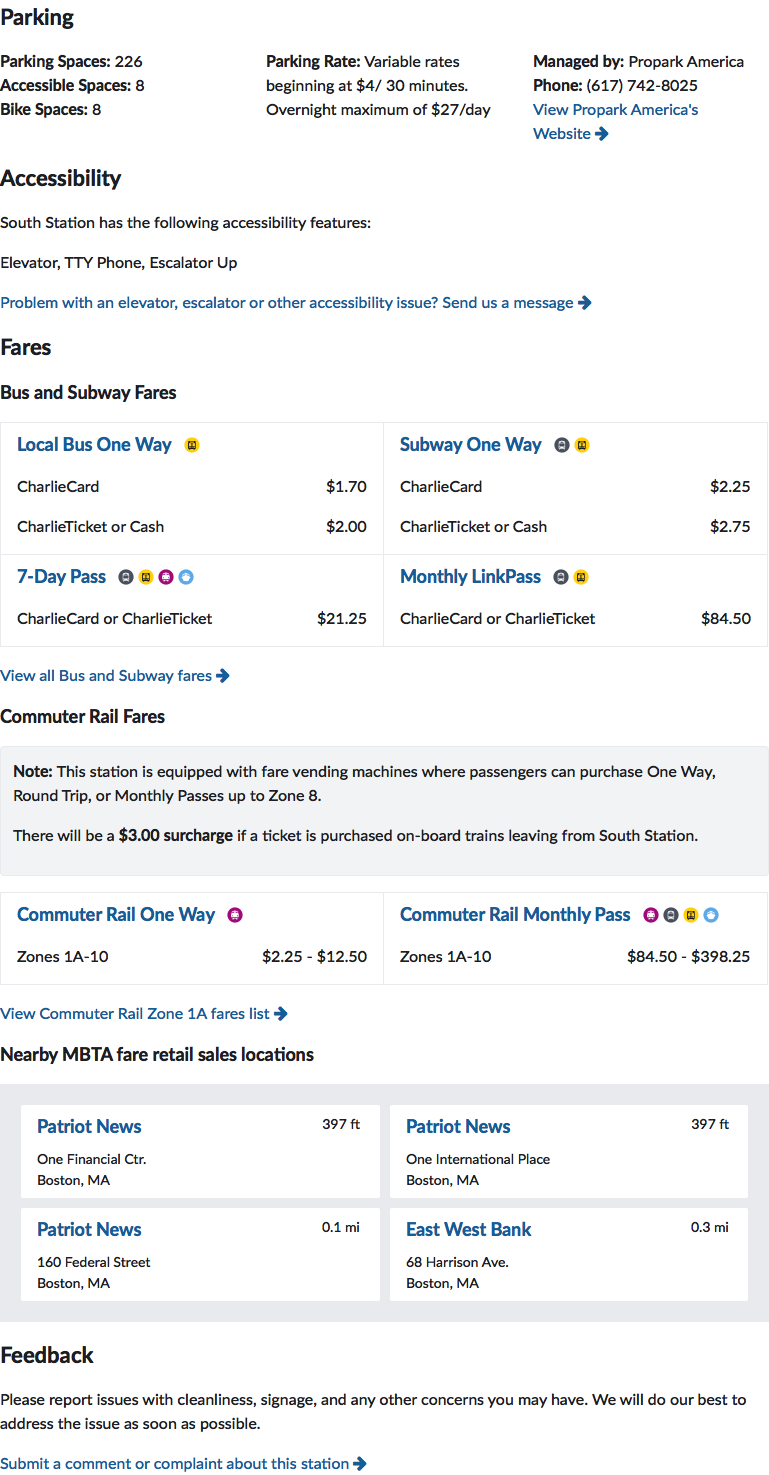 Parking
Parking Spaces: 226
Accessible Spaces: 8
Bike Spaces: 8
Parking Rate: Variable rates
beginning at $4/ 30 minutes.
Overnight maximum of $27/day
Managed by: Propark America
Phone: (617) 742-8025
View Propark America's
Website
Accessibility
South Station has the following accessibility features:
Elevator, TTY Phone, Escalator Up
Problem with an elevator, escalator or other accessibility issue? Send us a message
Fares
Bus and Subway Fares
Local Bus One Way
CharlieCard $1.70
CharlieTicket or Cash $2.00
Subway One Way
CharlieCard $2.25
CharlieTicket or Cash $2.75
7-Day Pass
CharlieCard or CharlieTicket $21.25
Monthly LinkPass
CharlieCard or CharlieTicket $84.50
View all Bus and Subway fares
Commuter Rail Fares
Note: This station is equipped with fare vending machines where passengers can purchase One Way,
Round Trip, or Monthly Passes up to Zone 8.
There will be a $3.00 surcharge if a ticket is purchased on-board trains leaving from South Station.
Commuter Rail One Way
Zones 1A-10 $2.25 - $12.50
Commuter Rail Monthly Pass
Zones 1A-10 $84.50 - $398.25
View Commuter Rail Zone 1A fares list
Nearby MBTA fare retail sales locations
Patriot News 397 ft
One Financial Ctr.
Boston, MA
Patriot News 397 ft
One International Place
Boston, MA
Patriot News 0.1 mi
160 Federal Street
Boston, MA
East West Bank 0.3 mi
68 Harrison Ave.
Boston, MA
Feedback
Please report issues with cleanliness, signage, and any other concerns you may have. We will do our best to
address the issue as soon as possible.
Submit a comment or complaint about this station